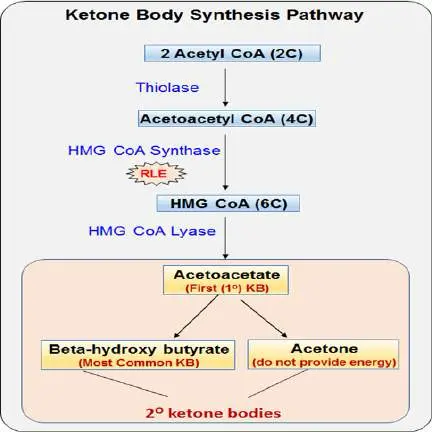 Ketone Body Synthesis Pathway
2 Acetyl CoA (2C)
Thiolase
Acetoacetyl CoA (4C)
HMG CoA Synthase
RLE
HMG CoA (6C)
HMG CoA Lyase
Acetoacetate
(First (1º) KB)
Beta-hydroxy butyrate
(Most Common KB)
Acetone
(do not provide energy)
2º ketone bodies